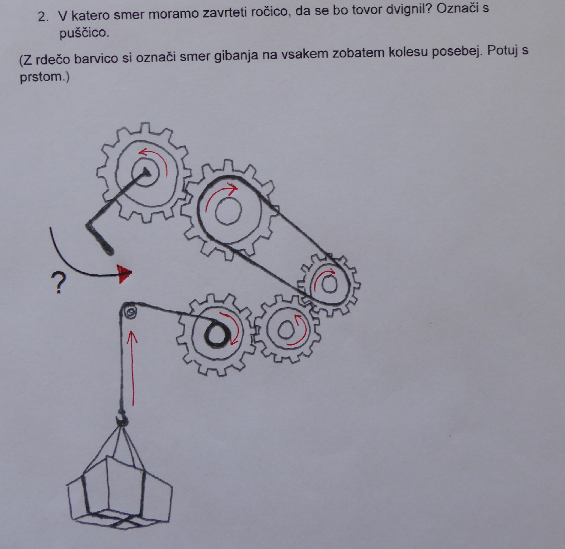 2. V katero smer moramo zavrteti ročico, da se bo tovor dvignil? Označi s
puščico.
(Z rdečo barvico si označi smer gibanja na vsakem zobatem kolesu posebej. Potuj s
prstom.)
?